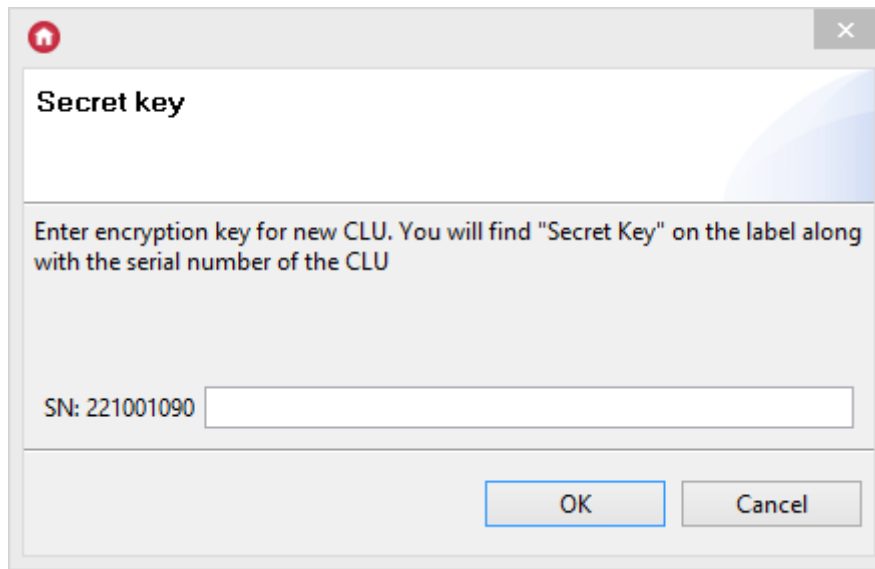 Secret key
Enter encryption key for new CLU. You will find "Secret Key" on the label along
with the serial number of the CLU
SN: 221001090
OK Cancel